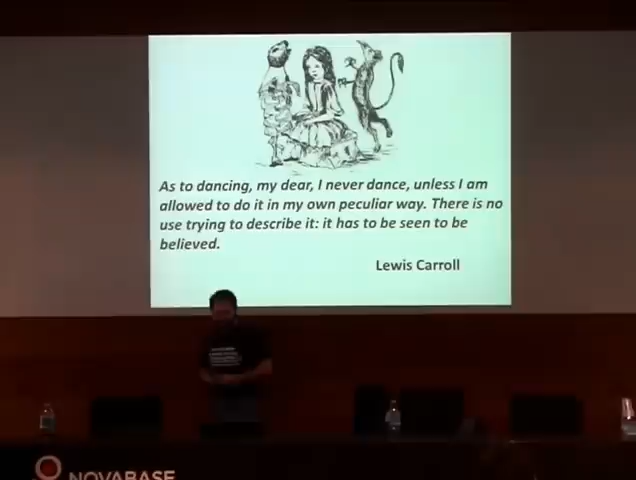 As to dancing, my dear, I never dance, unless I am
allowed to do it in my own peculiar way. There is no
use trying to describe it: it has to be seen to be
believed.
Lewis Carroll
NOVABASE